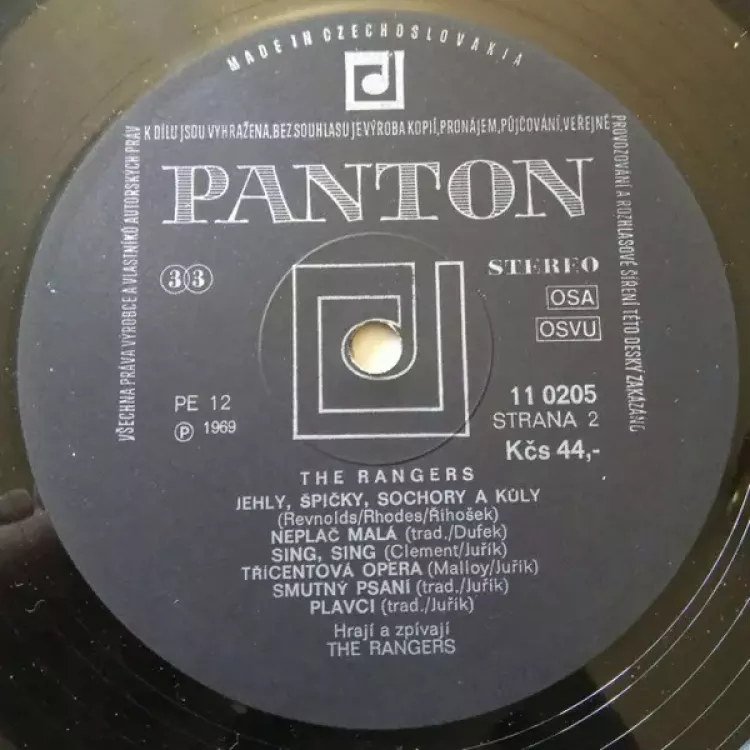 MADE IN CZECHOSLOVAKIA
VŠECHNA PRÁVA VÝROBCE A VLASTNÍKŮ AUTORSKÝCH PRÁV
K DÍLU JSOU VYHRAŽENA, BEZ SOUHLASU JE VÝROBA KOPIÍ, PRONÁJEM, PŮJČOVÁNÍ, VEŘEJNÉ
PROVOZOVÁNÍ A ROZHLASOVÉ ŠÍŘENÍ TÉTO DESKY ZAKÁZÁNO
PANTON
33
STEREO
OSA
OSVU
PE 12
Ⓟ 1969
11 0205
STRANA 2
Kčs 44,-
THE RANGERS
JEHLY, ŠPIČKY, SOCHORY A KŮLY
(Revnolds/Rhodes/Řihošek)
NEPLAČ MALÁ (trad./Dufek)
SING, SING (Clement/Juřík)
TŘÍCENTOVÁ OPERA (Malloy/Juřík)
SMUTNÝ PSANÍ (trad./Juřík)
PLAVCI (trad./Juřík)
Hrají a zpívají
THE RANGERS